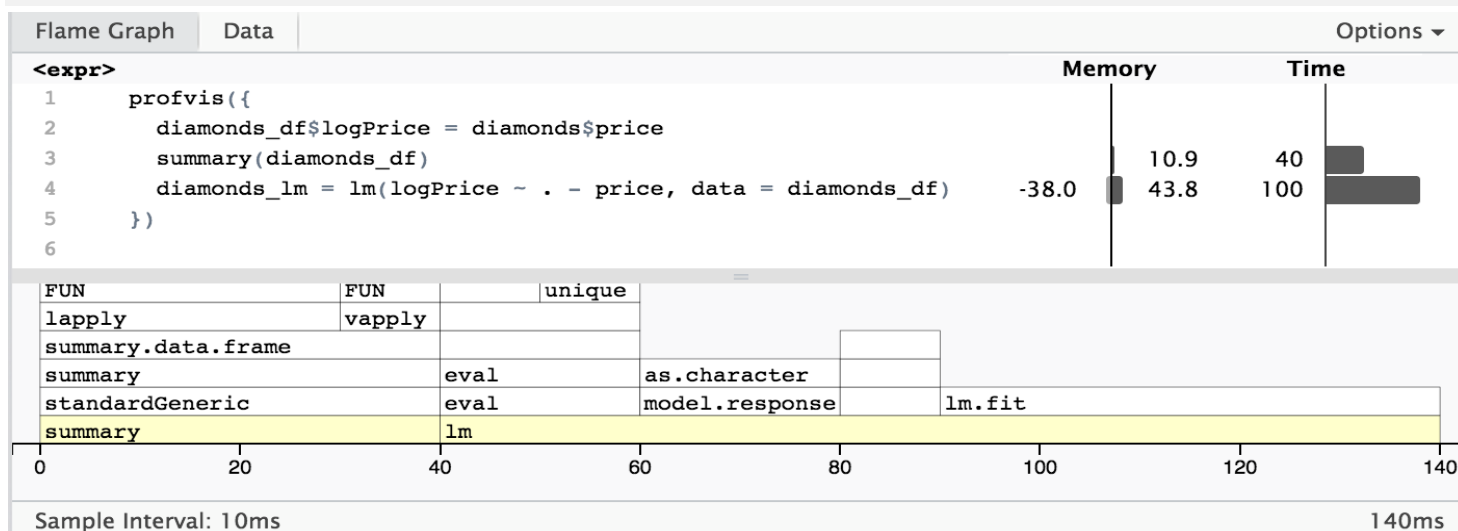 Flame Graph Data Options
<expr> Memory Time
1 profvis({
2 diamonds_df$logPrice = diamonds$price
3 summary(diamonds_df) 10.9 40
4 diamonds_lm = lm(logPrice ~ . - price, data = diamonds_df) -38.0 43.8 100
5 })
6
FUN FUN unique
lapply vapply
summary.data.frame
summary eval as.character
standardGeneric eval model.response lm.fit
summary lm
0 20 40 60 80 100 120 140
Sample Interval: 10ms 140ms